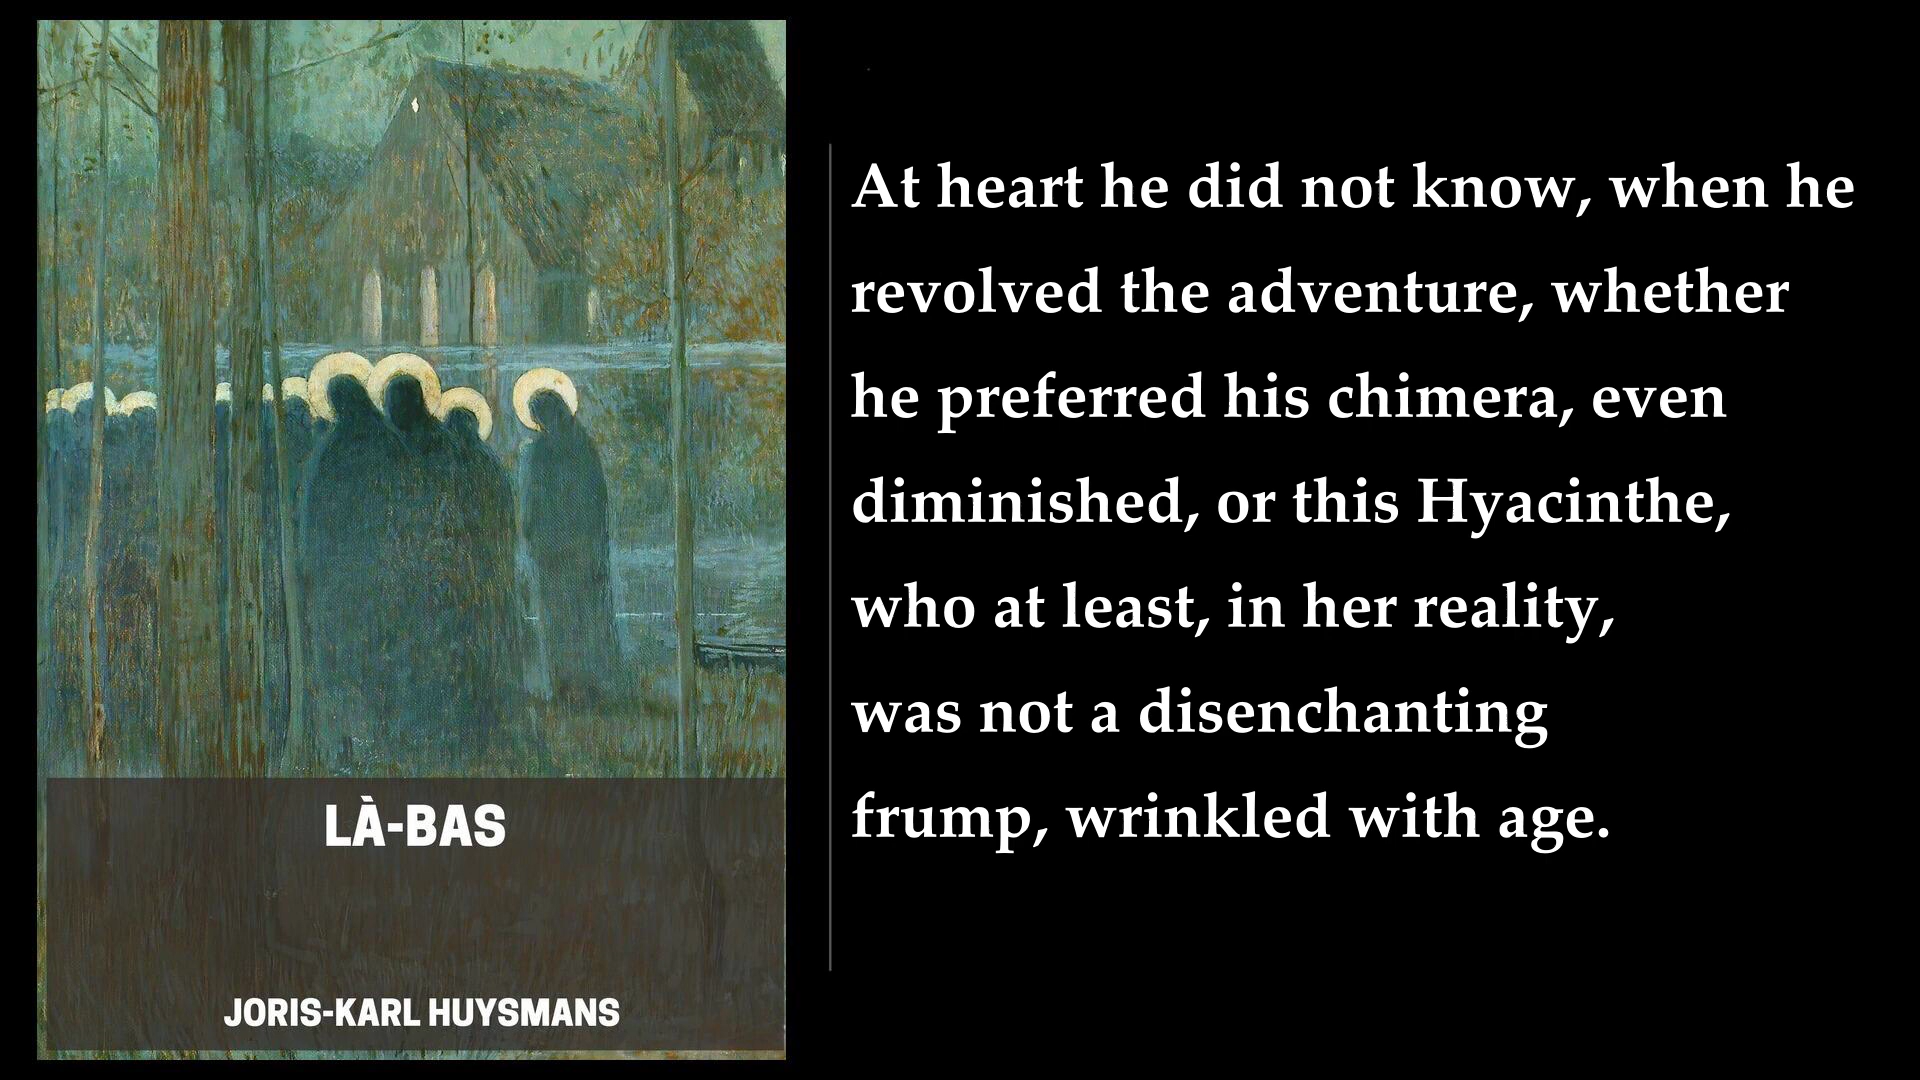 LÀ-BAS
JORIS-KARL HUYSMANS
At heart he did not know, when he
revolved the adventure, whether
he preferred his chimera, even
diminished, or this Hyacinthe,
who at least, in her reality,
was not a disenchanting
frump, wrinkled with age.